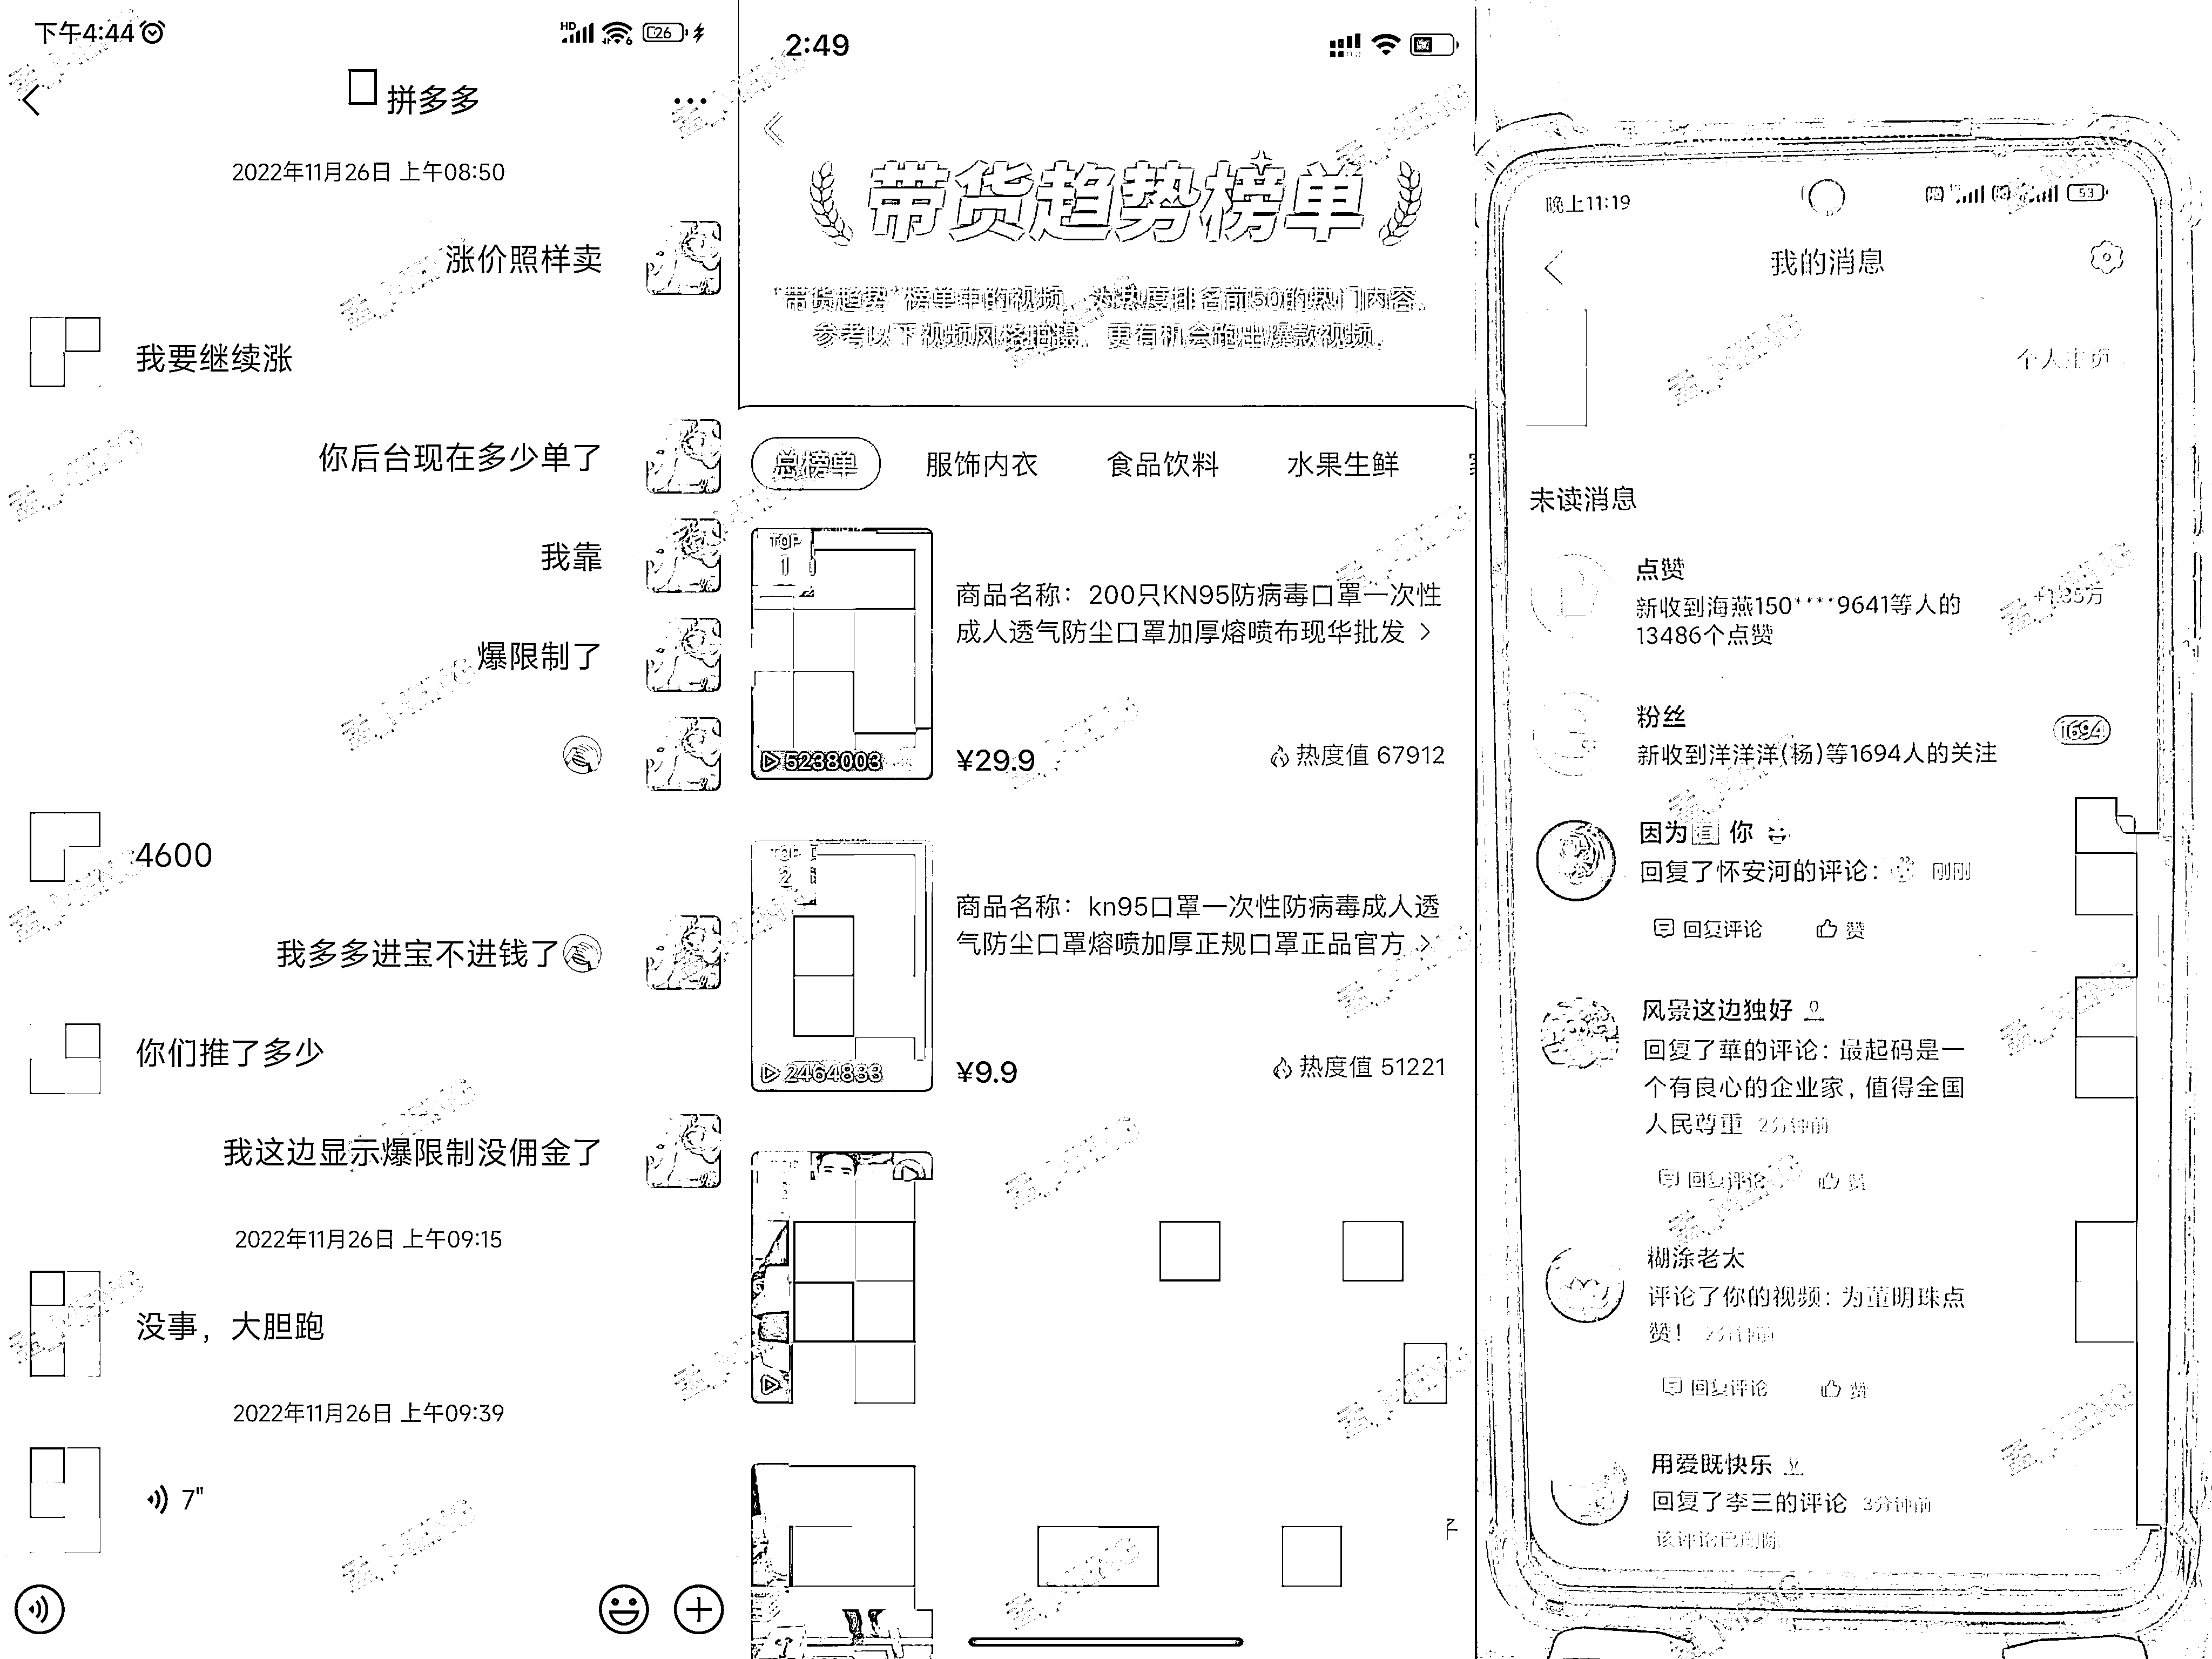 下午4:44
26
拼多多
2022年11月26日 上午08:50
涨价照样卖
我要继续涨
你后台现在多少单了
我靠
爆限制了
4600
我多多进宝不进钱了
你们推了多少
我这边显示爆限制没佣金了
2022年11月26日 上午09:15
没事，大胆跑
2022年11月26日 上午09:39
7"
2:49
带货趋势榜单
“带货趋势”榜单中的视频，为热度排名前50的热门内容。
参考以下视频风格拍摄，更有机会跑出爆款视频。
总榜单 服饰内衣 食品饮料 水果生鲜
TOP
1
商品名称：200只KN95防病毒口罩一次性
成人透气防尘口罩加厚熔喷布现华批发 >
5238003
¥29.9
热度值 67912
TOP
2
商品名称：kn95口罩一次性防病毒成人透
气防尘口罩熔喷加厚正规口罩正品官方 >
2464833
¥9.9
热度值 51221
晚上11:19
53
我的消息
个人主页
未读消息
点赞
新收到海燕150****9641等人的
13486个点赞
+1.35万
粉丝
新收到洋洋洋(杨)等1694人的关注
1694
因为 你
回复了怀安河的评论： 刚刚
回复评论 赞
风景这边独好
回复了華的评论：最起码是一
个有良心的企业家，值得全国
人民尊重 2分钟前
回复评论 赞
糊涂老太
评论了你的视频：为董明珠点
赞！ 2分钟前
回复评论 赞
用爱既快乐
回复了李三的评论 3分钟前
该评论已删除